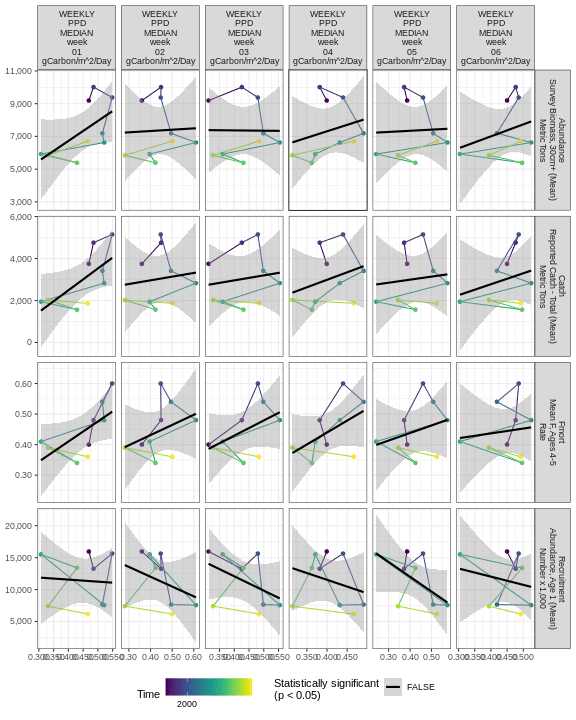 WEEKLY PPD MEDIAN week 01 gCarbon/m^2/Day
WEEKLY PPD MEDIAN week 02 gCarbon/m^2/Day
WEEKLY PPD MEDIAN week 03 gCarbon/m^2/Day
WEEKLY PPD MEDIAN week 04 gCarbon/m^2/Day
WEEKLY PPD MEDIAN week 05 gCarbon/m^2/Day
WEEKLY PPD MEDIAN week 06 gCarbon/m^2/Day
11,000
9,000
7,000
5,000
3,000
Abundance
Survey Biomass, 30cm+ (Mean)
Metric Tons
6,000
4,000
2,000
0
Catch
Reported Catch - Total (Mean)
Metric Tons
0.60
0.50
0.40
0.30
Fmort
Mean F, Ages 4-5
Rate
20,000
15,000
10,000
5,000
Recruitment
Abundance, Age 1 (Mean)
Number x 1,000
0.300 0.350 0.400 0.450 0.500 0.550
0.30 0.40 0.50 0.60
0.350 0.400 0.450
0.30 0.40 0.50
0.300 0.350 0.400 0.450 0.500
Time
2000
Statistically significant
(p < 0.05)
FALSE